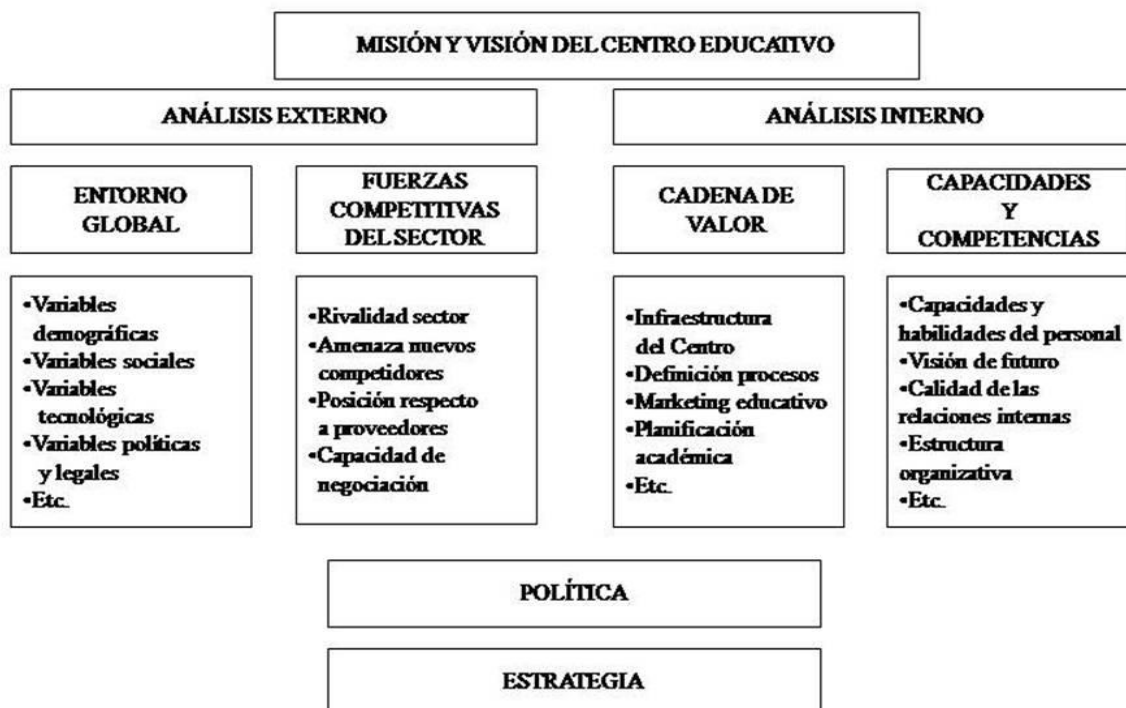 MISIÓN Y VISIÓN DEL CENTRO EDUCATIVO
ANÁLISIS EXTERNO
ANÁLISIS INTERNO
ENTORNO
GLOBAL
FUERZAS
COMPETITIVAS
DEL SECTOR
CADENA DE
VALOR
CAPACIDADES
Y
COMPETENCIAS
•Variables
demográficas
•Variables sociales
•Variables
tecnológicas
•Variables políticas
y legales
•Etc.
•Rivalidad sector
•Amenaza nuevos
competidores
•Posición respecto
a proveedores
•Capacidad de
negociación
•Infraestructura
del Centro
•Definición procesos
•Marketing educativo
•Planificación
académica
•Etc.
•Capacidades y
habilidades del personal
•Visión de futuro
•Calidad de las
relaciones internas
•Estructura
organizativa
•Etc.
POLÍTICA
ESTRATEGIA